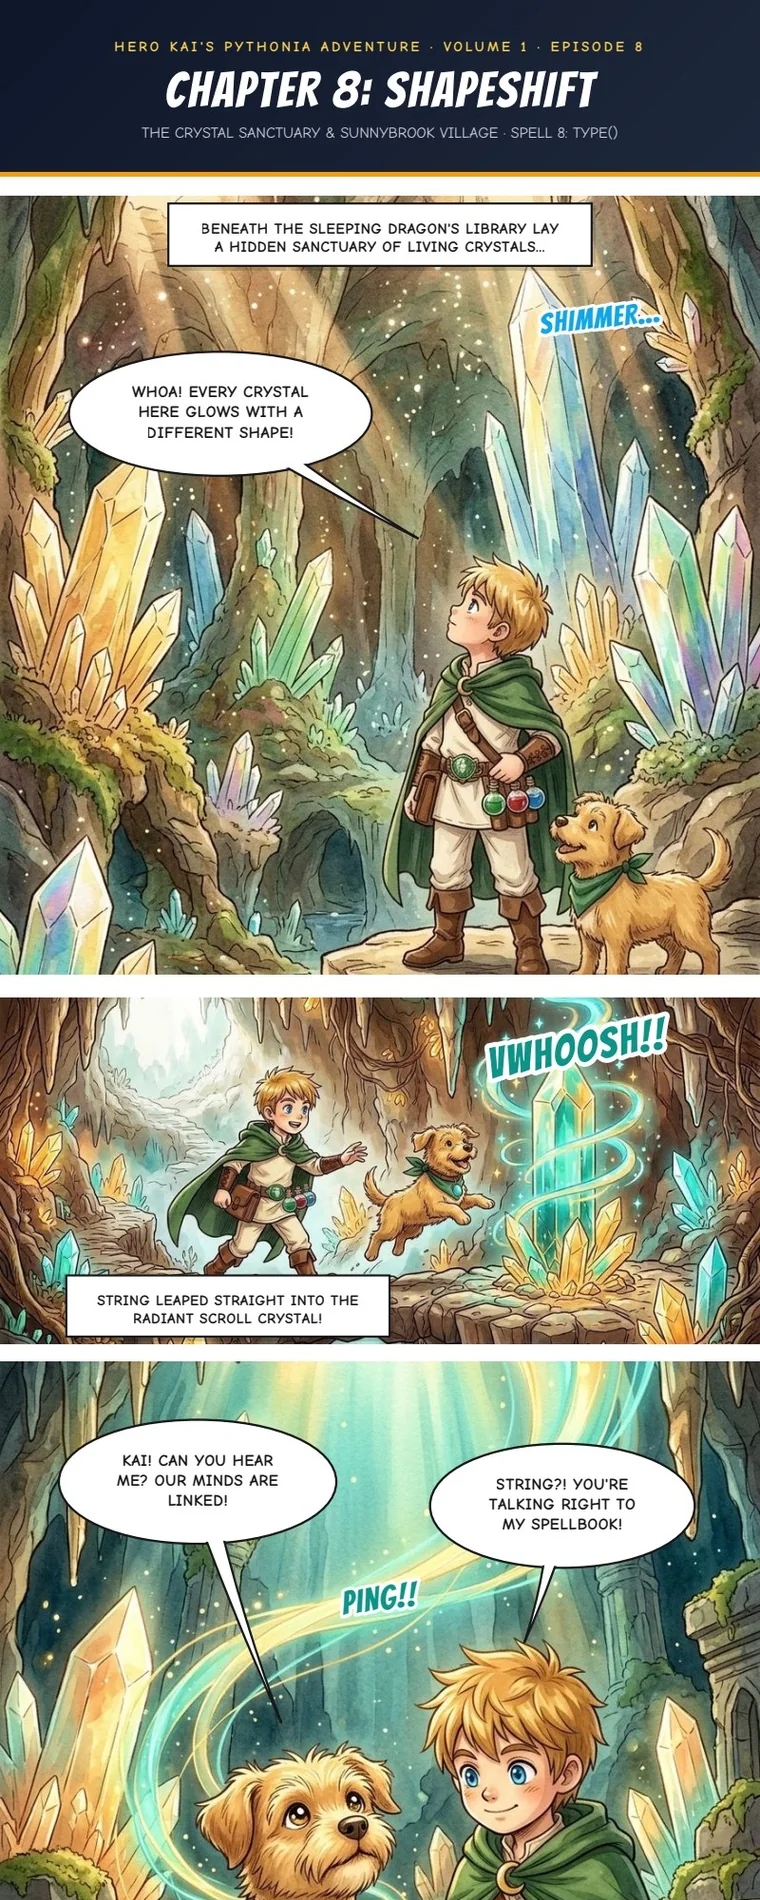 HERO KAI'S PYTHONIA ADVENTURE · VOLUME 1 · EPISODE 8
CHAPTER 8: SHAPESHIFT
THE CRYSTAL SANCTUARY & SUNNYBROOK VILLAGE · SPELL 8: TYPE()
BENEATH THE SLEEPING DRAGON'S LIBRARY LAY
A HIDDEN SANCTUARY OF LIVING CRYSTALS...
SHIMMER...
WHOA! EVERY CRYSTAL
HERE GLOWS WITH A
DIFFERENT SHAPE!
VWHOOSH!!
STRING LEAPED STRAIGHT INTO THE
RADIANT SCROLL CRYSTAL!
KAI! CAN YOU HEAR
ME? OUR MINDS ARE
LINKED!
STRING?! YOU'RE
TALKING RIGHT TO
MY SPELLBOOK!
PING!!